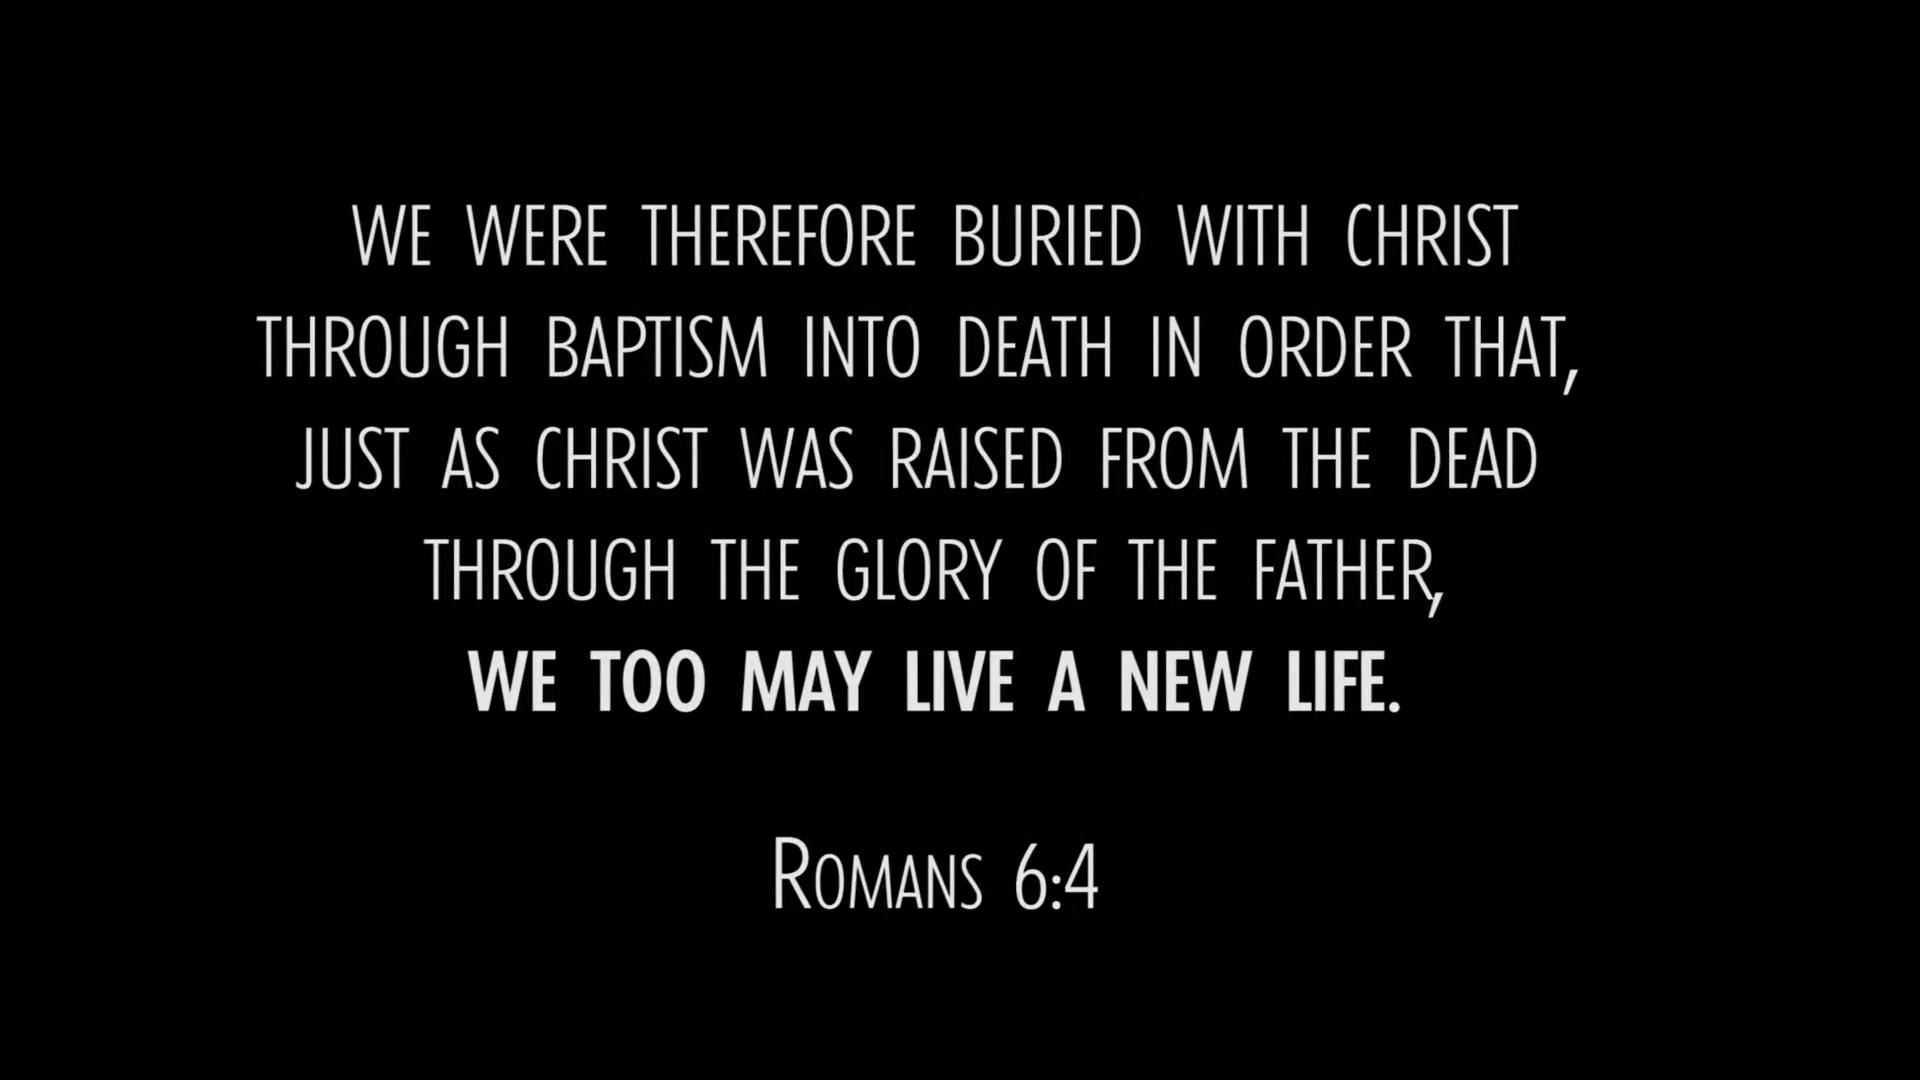 WE WERE THEREFORE BURIED WITH CHRIST
THROUGH BAPTISM INTO DEATH IN ORDER THAT,
JUST AS CHRIST WAS RAISED FROM THE DEAD
THROUGH THE GLORY OF THE FATHER,
WE TOO MAY LIVE A NEW LIFE.
ROMANS 6:4